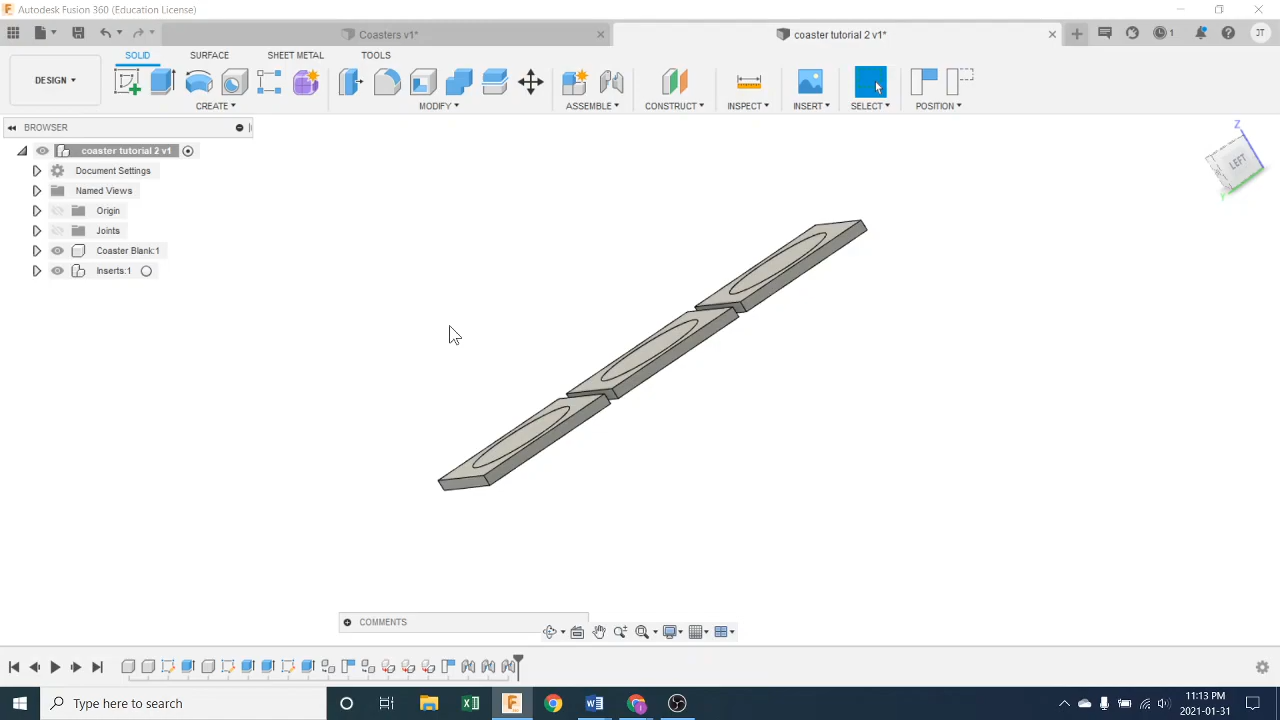 Autodesk Fusion 360 (Education License)
Coasters v1*
coaster tutorial 2 v1*
1
JT
SOLID
SURFACE
SHEET METAL
TOOLS
DESIGN
CREATE
MODIFY
ASSEMBLE
CONSTRUCT
INSPECT
INSERT
SELECT
POSITION
BROWSER
coaster tutorial 2 v1
Document Settings
Named Views
Origin
Joints
Coaster Blank:1
Inserts:1
Z
LEFT
Y
COMMENTS
Type here to search
11:13 PM
2021-01-31